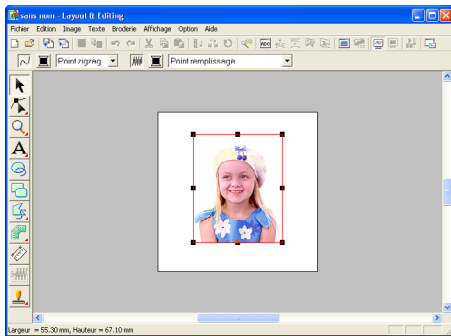 sans nom - Layout & Editing
Fichier Edition Image Texte Broderie Affichage Option Aide
Point zigzag Point remplissage
A
Largeur = 55.30 mm, Hauteur = 67.10 mm